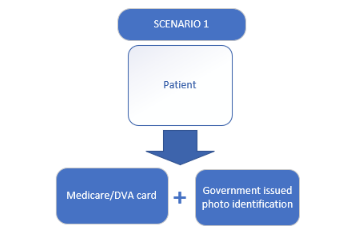 SCENARIO 1
Patient
Medicare/DVA card
+
Government issued
photo identification